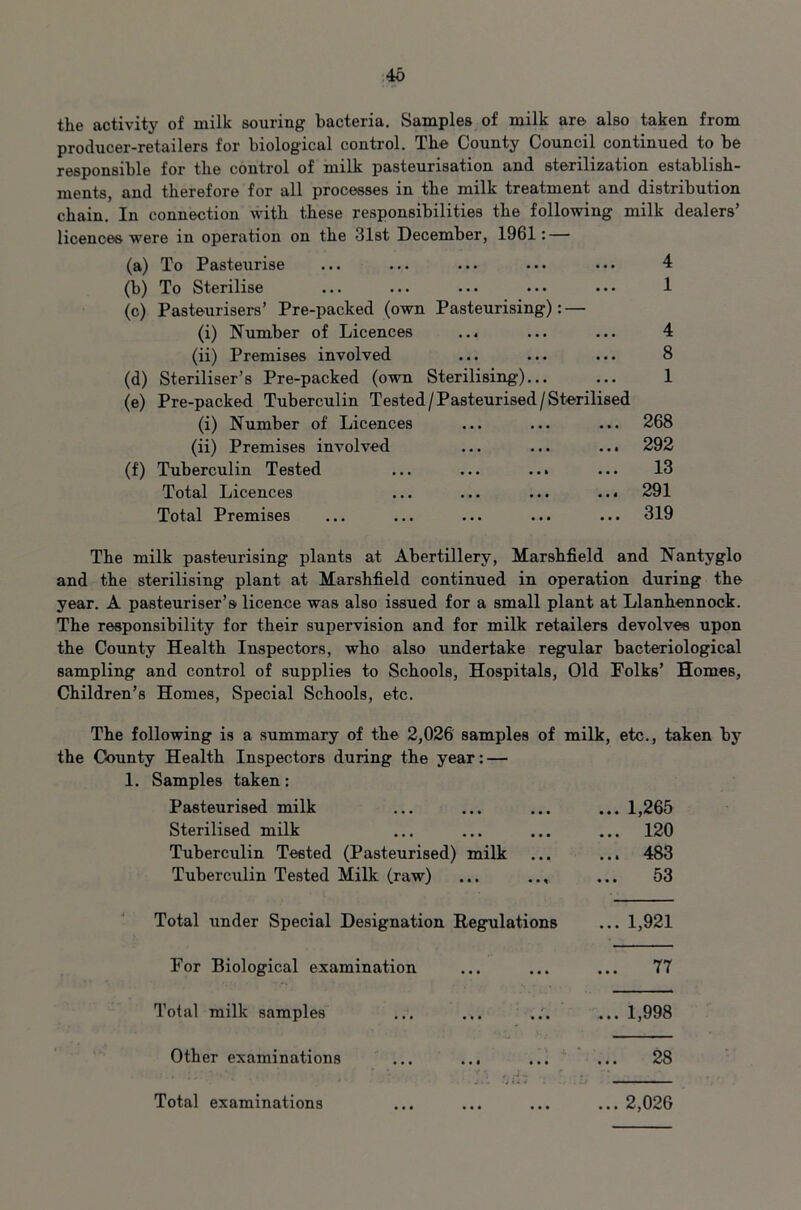 45
the activity of milk souring bacteria. Samples of milk are also taken from
producer-retailers for biological control. The County Council continued to be
responsible for the control of milk pasteurisation and sterilization establish-
ments, and therefore for all processes in the milk treatment and distribution
chain. In connection with these responsibilities the following milk dealers'
licences were in operation on the 31st December, 1961:—
(a) To Pasteurise ... ... ... ... ... 4
(b) To Sterilise ... ... ... ... ... 1
(c) Pasteurisers' Pre-packed (own Pasteurising):—
(i) Number of Licences ... ... ... 4
(ii) Premises involved ... ... ... 8
(d) Steriliser's Pre-packed (own Sterilising)... ... 1
(e) Pre-packed Tuberculin Tested/Pasteurised/Sterilised
(i) Number of Licences ... ... ... 268
(ii) Premises involved ... ... ... 292
(f) Tuberculin Tested ... ... ... ... 13
Total Licences ... ... ... ... 291
Total Premises ... ... ... ... ... 319
The milk pasteurising plants at Abertillery, Marshfield and Nantyglo
and the sterilising plant at Marshfield continued in operation during the
year. A pasteuriser's licence was also issued for a small plant at Llanhennock.
The responsibility for their supervision and for milk retailers devolves upon
the County Health Inspectors, who also undertake regular bacteriological
sampling and control of supplies to Schools, Hospitals, Old Folks' Homes,
Children's Homes, Special Schools, etc.
The following is a summary of the 2,026 samples of milk, etc., taken by
the County Health Inspectors during the year:—
1. Samples taken:
Pasteurised milk ... ... ... ... 1,265
Sterilised milk ... ... ... ... 120
Tuberculin Tested (Pasteurised) milk ... ... 483
Tuberculin Tested Milk (raw) ... ... ... 53
Total under Special Designation Regulations ... 1,921
For Biological examination ... ... ... 77
Total milk samples ... ... ... ... 1,998
Other examinations ... ... ... ... 28
Total examinations ... ... ... ... 2,026